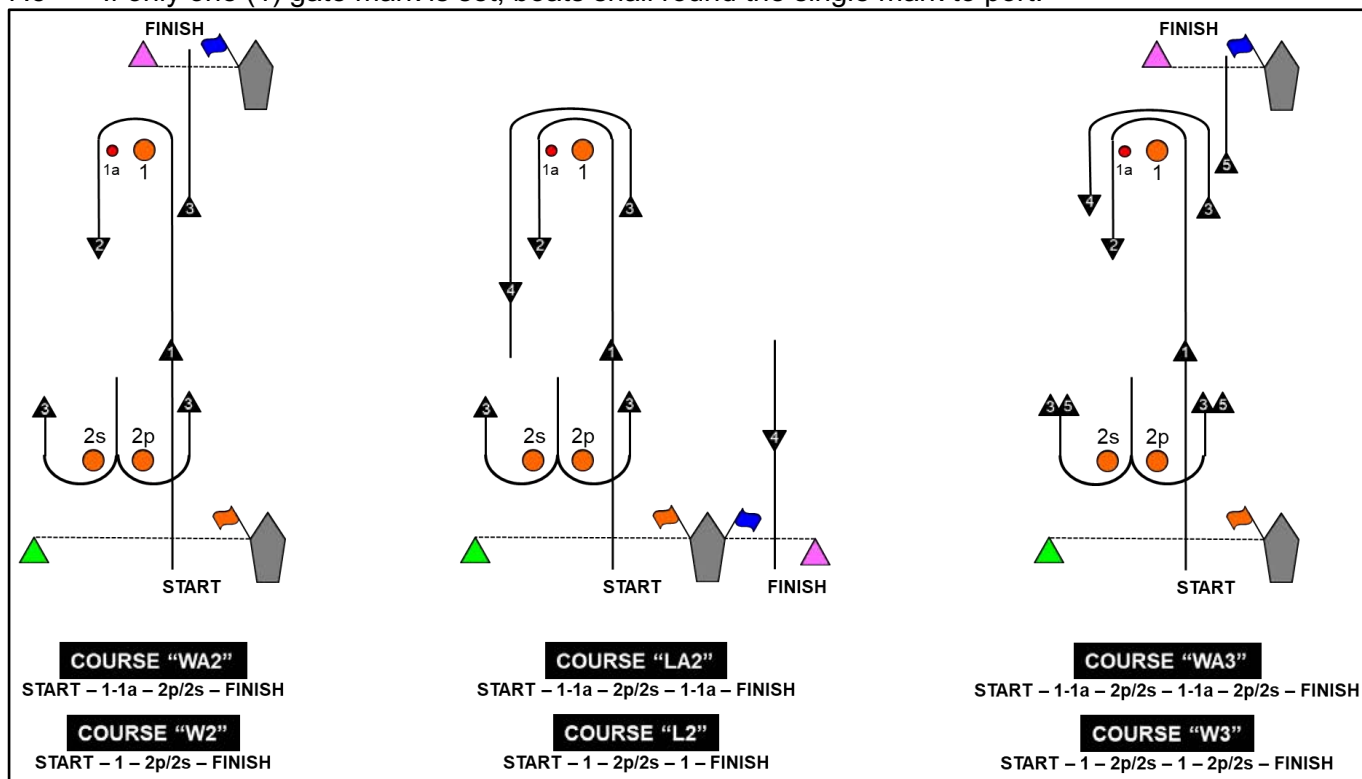 If only one (1) gate mark is set, boats shall round the single mark to port.
FINISH
1a 1
2
3
1
3
3
2s 2p
START
COURSE “WA2”
START – 1-1a – 2p/2s – FINISH
COURSE “W2”
START – 1 – 2p/2s – FINISH
1a 1
3
2
4
1
3
3
4
2s 2p
START
FINISH
COURSE “LA2”
START – 1-1a – 2p/2s – 1-1a – FINISH
COURSE “L2”
START – 1 – 2p/2s – 1 – FINISH
FINISH
1a 1
5
4
3
2
1
3 5
3 5
2s 2p
START
COURSE “WA3”
START – 1-1a – 2p/2s – 1-1a – 2p/2s – FINISH
COURSE “W3”
START – 1 – 2p/2s – 1 – 2p/2s – FINISH